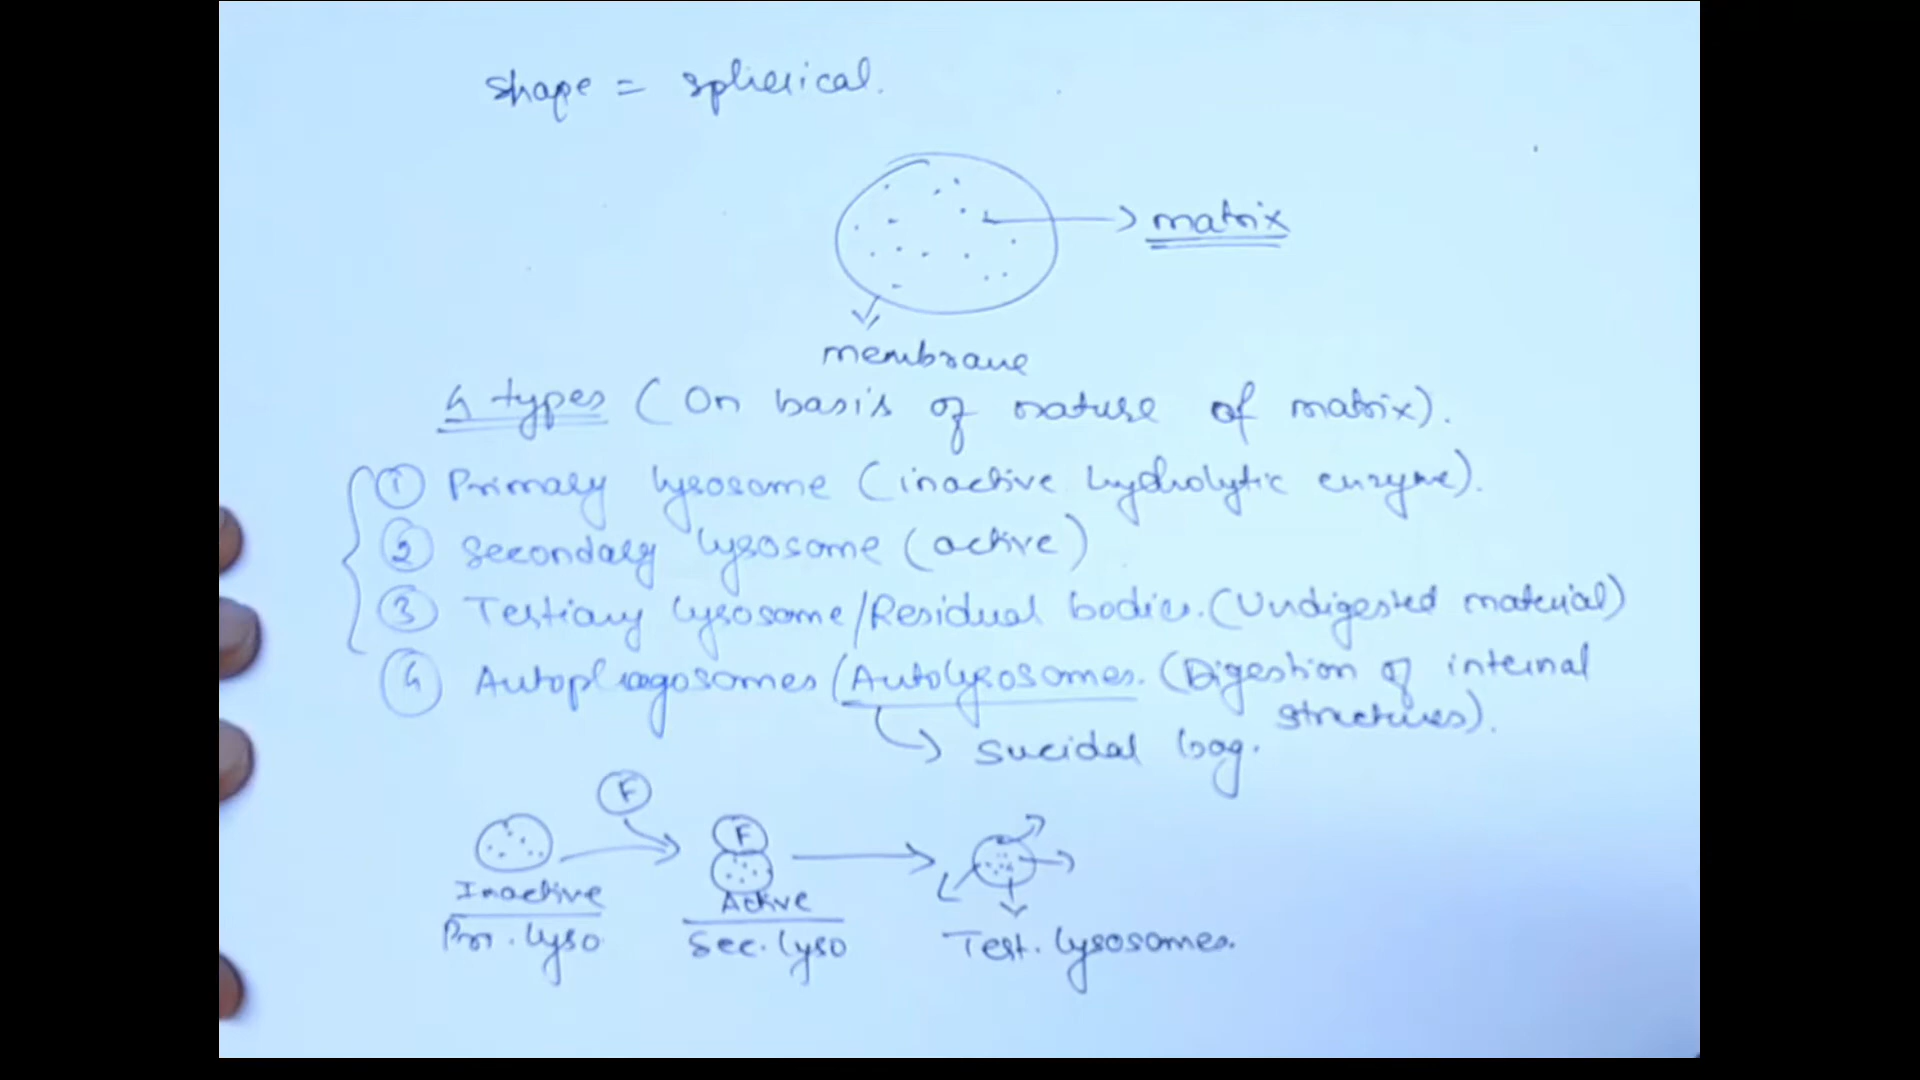 shape = spherical.
matrix
membrane
4 types (On basis of nature of matrix).
① Primary lysosome (inactive hydrolytic enzyme).
② Secondary lysosome (active)
③ Tertiary lysosome/Residual bodies. (Undigested material)
④ Autophagosomes (Autolysosomes. (Digestion of internal
structures).
sucidal bag.
F
F
Inactive
Pri. lyso
Active
Sec. lyso
Tert. lysosomes.